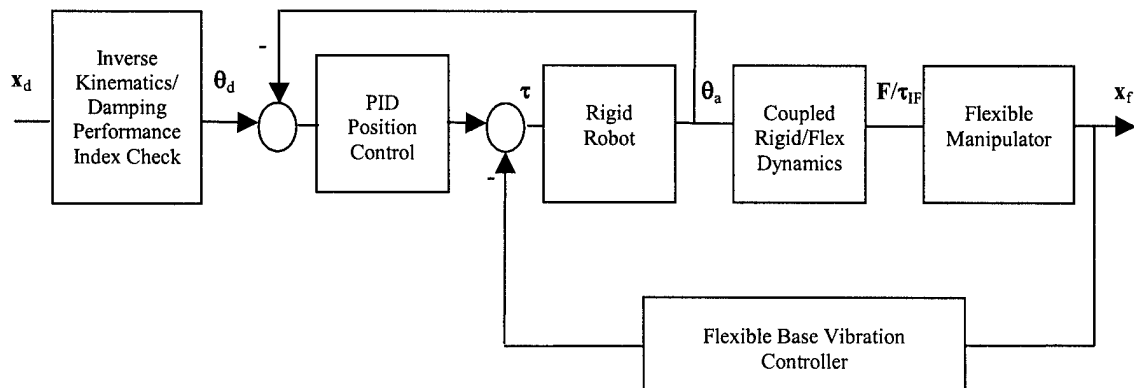 x_d
Inverse
Kinematics/
Damping
Performance
Index Check
θ_d
-
PID
Position
Control
τ
-
Rigid
Robot
θ_a
Coupled
Rigid/Flex
Dynamics
F/τ_IF
Flexible
Manipulator
x_f
Flexible Base Vibration
Controller